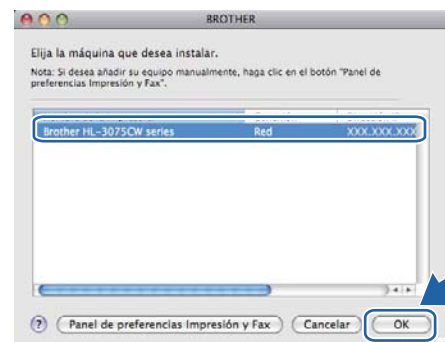 BROTHER
Elija la máquina que desea instalar.
Nota: Si desea añadir su equipo manualmente, haga clic en el botón "Panel de
preferencias Impresión y Fax".
Brother HL-3075CW series Red XXX.XXX.XXX
? Panel de preferencias Impresión y Fax Cancelar OK